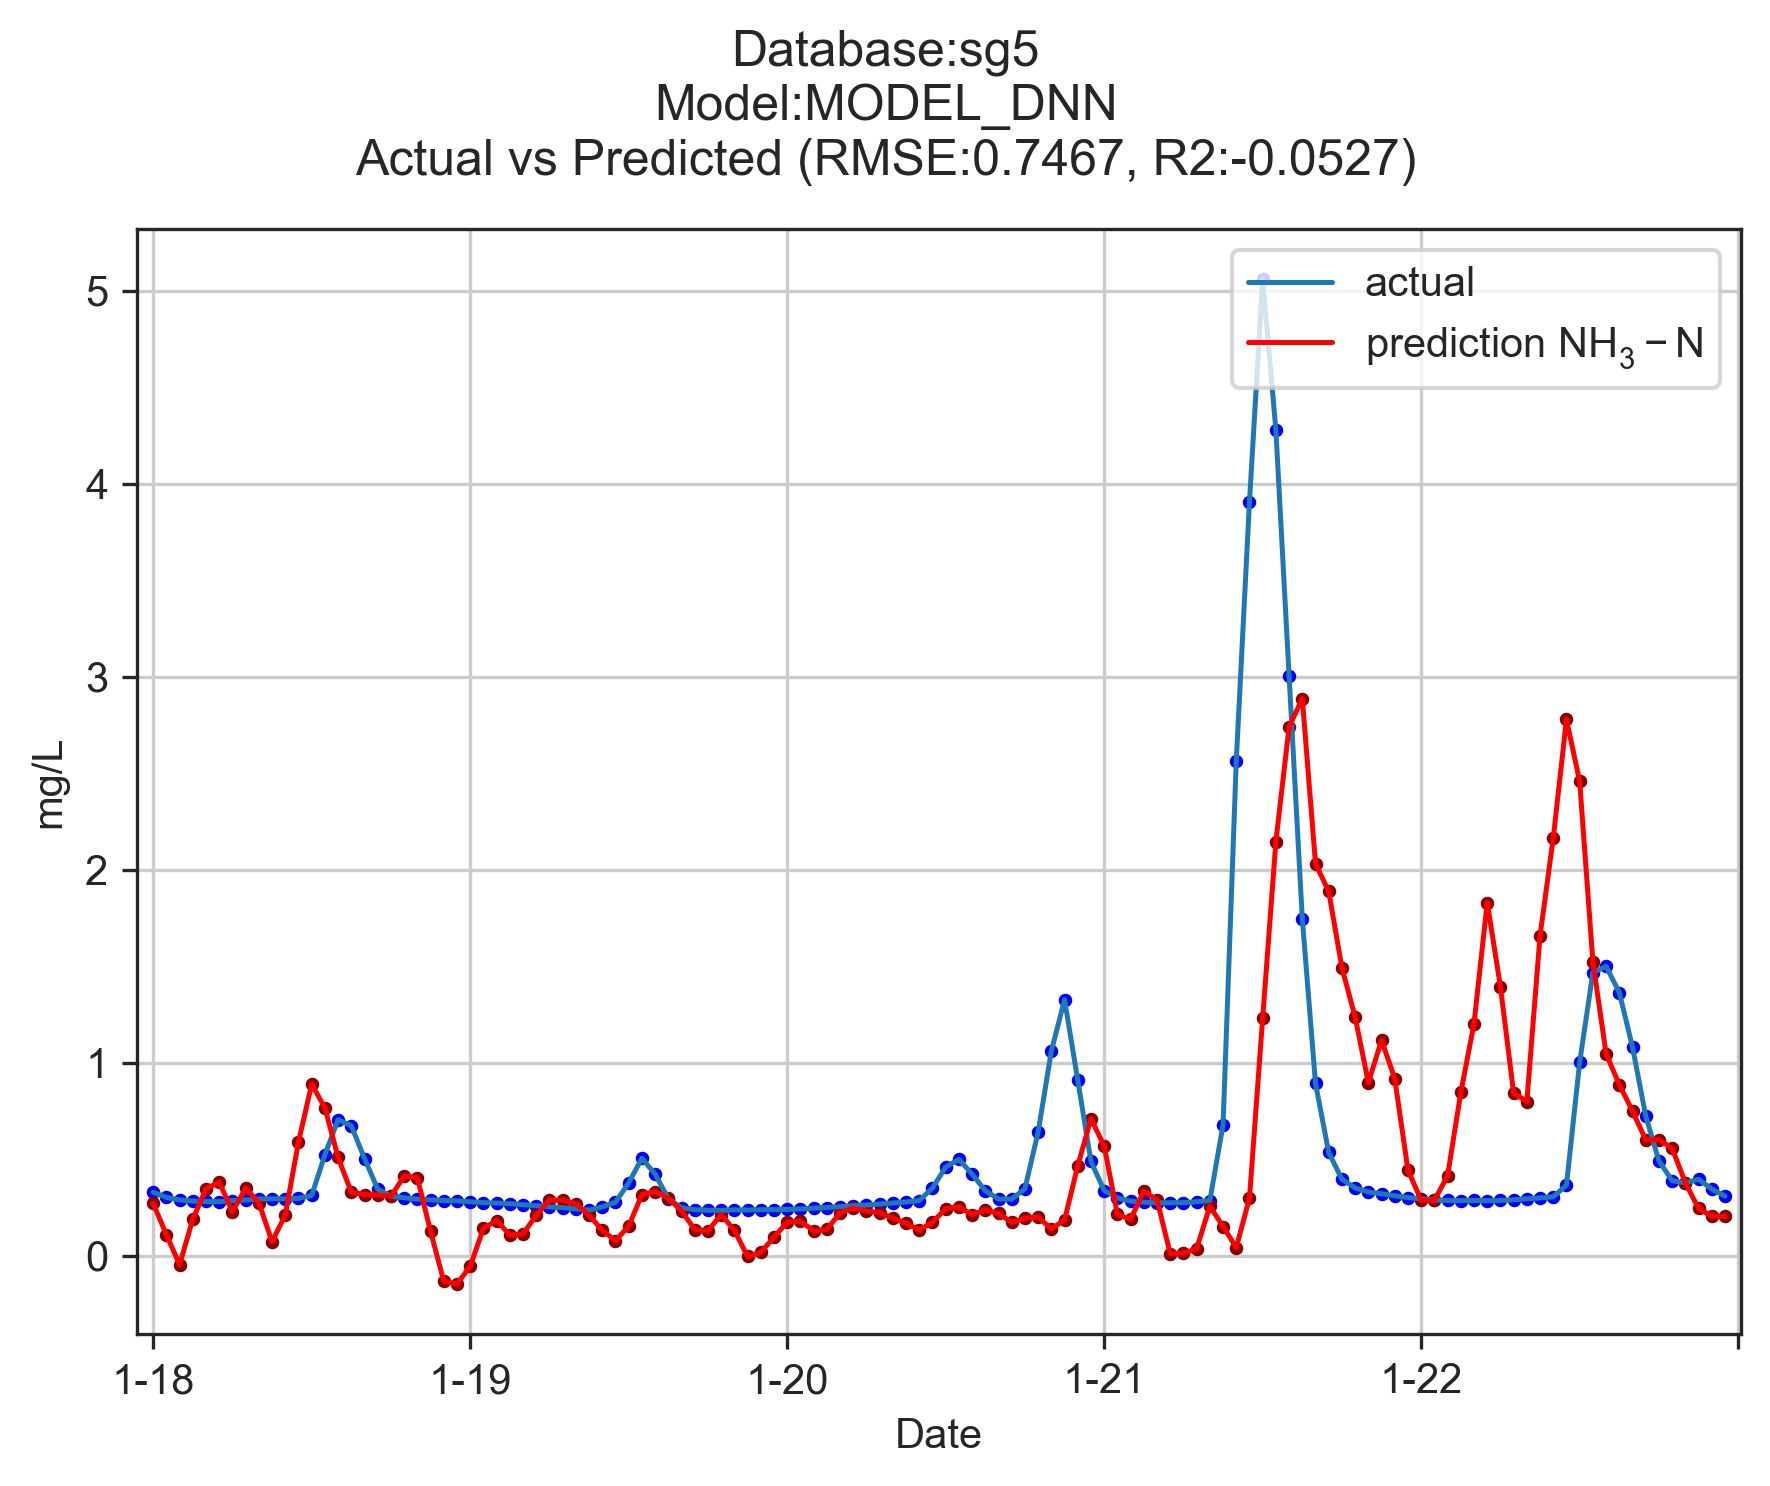 Database:sg5
Model:MODEL_DNN
Actual vs Predicted (RMSE:0.7467, R2:-0.0527)
actual
prediction NH₃ − N
5
4
3
2
1
0
mg/L
1-18 1-19 1-20 1-21 1-22
Date